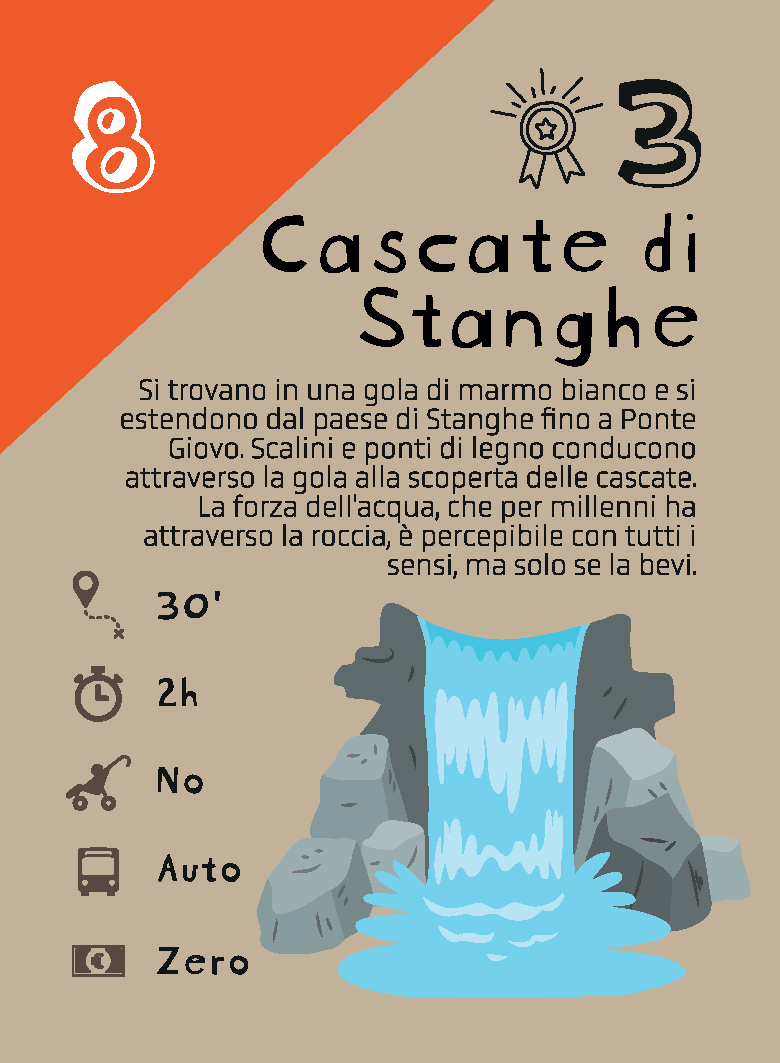 8
3
Cascate di
Stanghe
Si trovano in una gola di marmo bianco e si
estendono dal paese di Stanghe fino a Ponte
Giovo. Scalini e ponti di legno conducono
attraverso la gola alla scoperta delle cascate.
La forza dell'acqua, che per millenni ha
attraverso la roccia, è percepibile con tutti i
sensi, ma solo se la bevi.
30'
2h
No
Auto
Zero